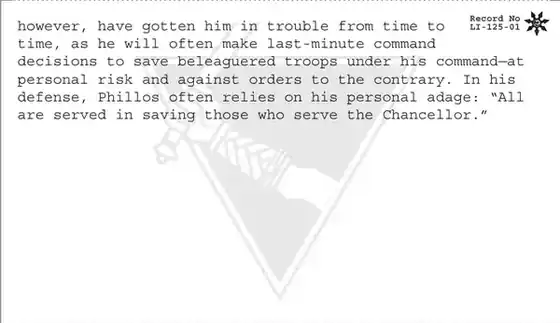 however, have gotten him in trouble from time to
time, as he will often make last-minute command
decisions to save beleaguered troops under his command—at
personal risk and against orders to the contrary. In his
defense, Phillos often relies on his personal adage: “All
are served in saving those who serve the Chancellor.”
Record No
LI-125-01